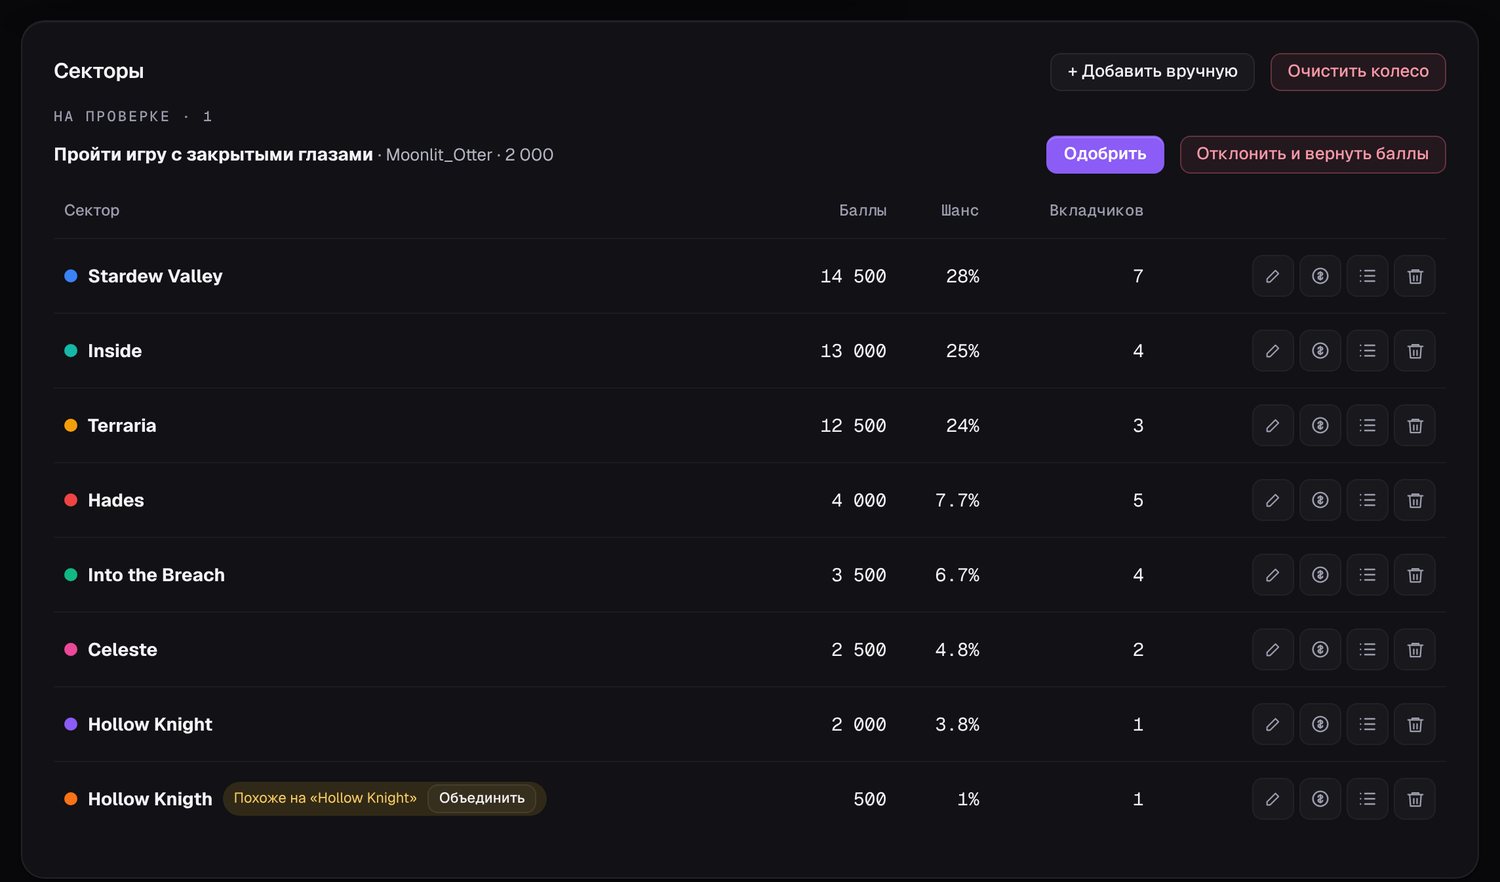 Секторы
+ Добавить вручную
Очистить колесо
НА ПРОВЕРКЕ · 1
Пройти игру с закрытыми глазами · Moonlit_Otter · 2 000
Одобрить
Отклонить и вернуть баллы
Сектор Баллы Шанс Вкладчиков
Stardew Valley 14 500 28% 7
Inside 13 000 25% 4
Terraria 12 500 24% 3
Hades 4 000 7.7% 5
Into the Breach 3 500 6.7% 4
Celeste 2 500 4.8% 2
Hollow Knight 2 000 3.8% 1
Hollow Knigth Похоже на «Hollow Knight» Объединить 500 1% 1